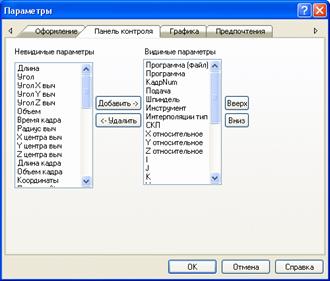 Параметры
Оформление
Панель контроля
Графика
Предпочтения
Невидимые параметры
Длина
Угол
Угол X выч
Угол Y выч
Угол Z выч
Объем
Время кадра
Радиус выч
X центра выч
Y центра выч
Z центра выч
Длина кадра
Объем кадра
Координаты
Добавить ->
<- Удалить
Видимые параметры
Программа (Файл)
Программа
КадрNum
Подача
Шпиндель
Инструмент
Интерполяции тип
СКП
X относительное
Y относительное
Z относительное
I
J
K
Вверх
Вниз
OK
Отмена
Справка